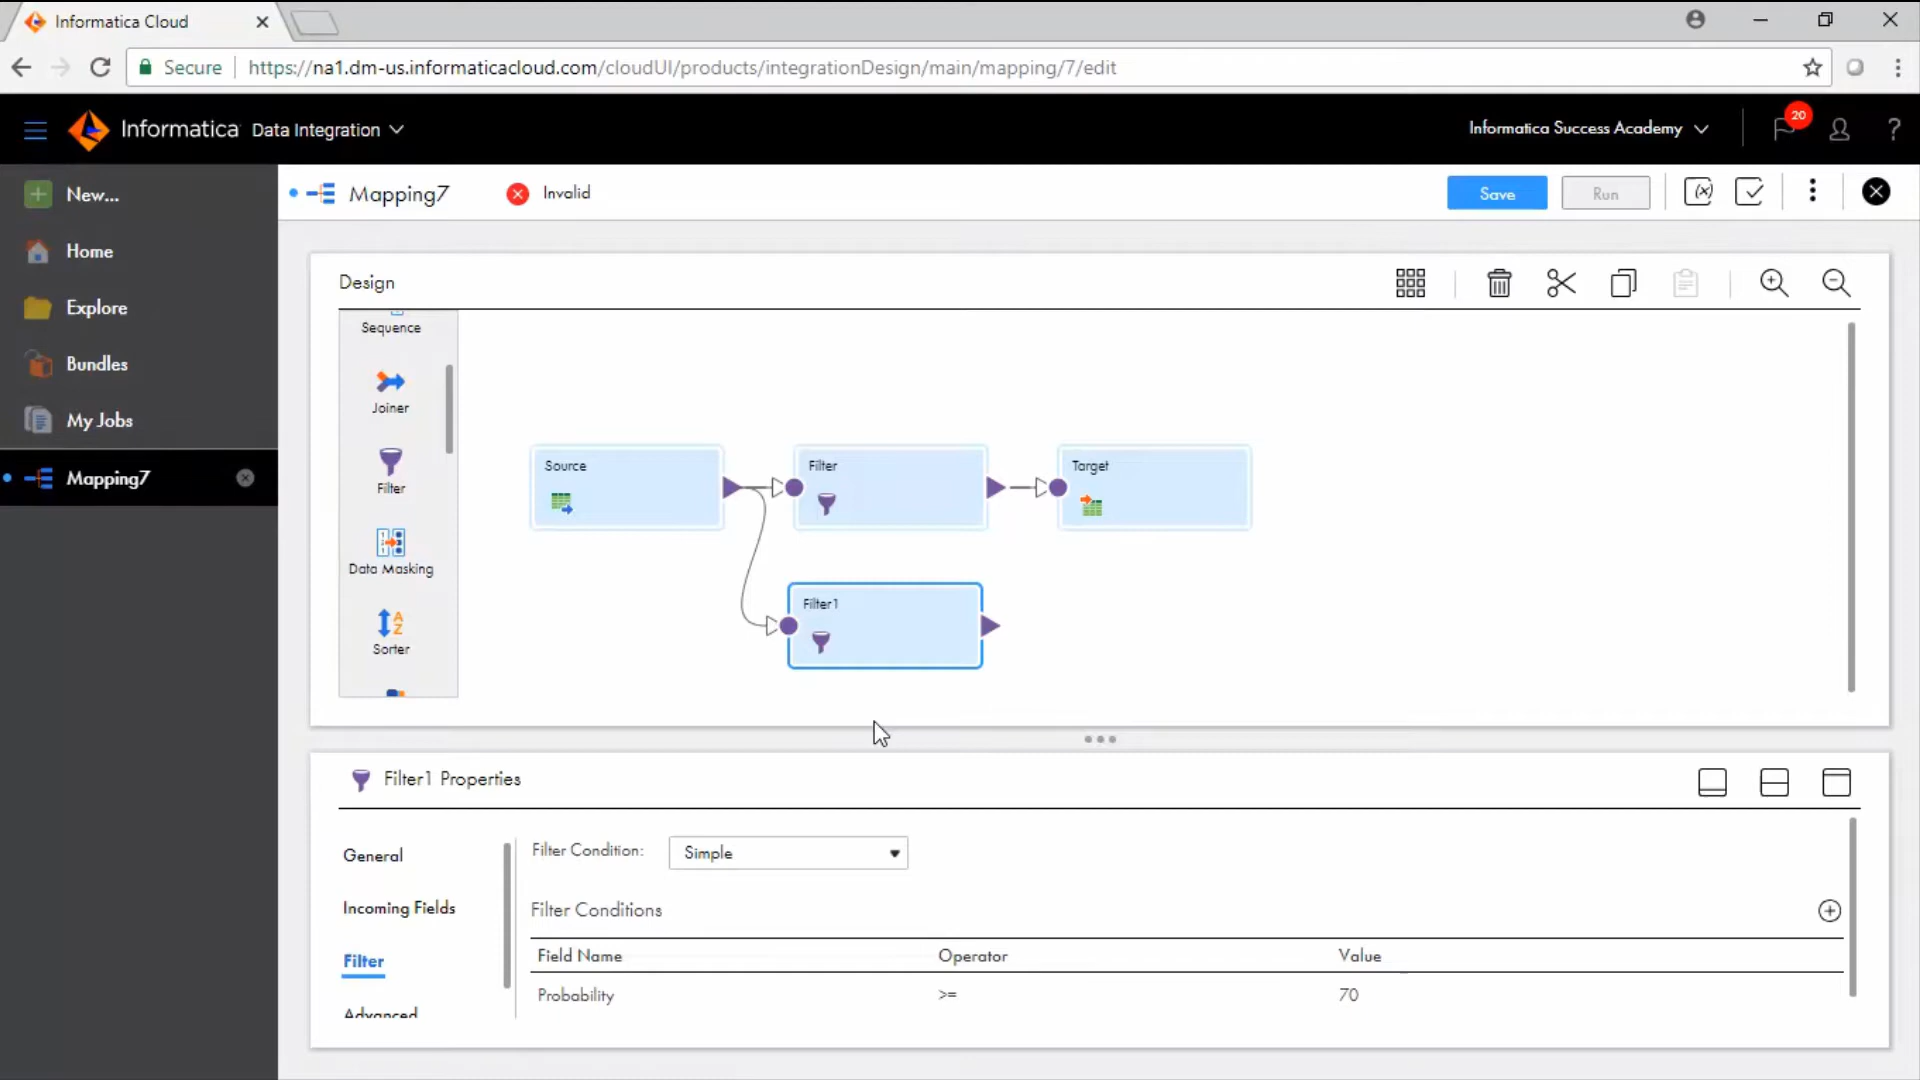 Informatica Cloud
Secure https://na1.dm-us.informaticacloud.com/cloudUI/products/integrationDesign/main/mapping/7/edit
Informatica Data Integration
Informatica Success Academy
20
?
New...
Home
Explore
Bundles
My Jobs
Mapping7
Mapping7
Invalid
Save
Run
Design
Sequence
Joiner
Filter
Data Masking
Sorter
Source
Filter
Target
Filter1
Filter1 Properties
General
Incoming Fields
Filter
Advanced
Filter Condition: Simple
Filter Conditions
Field Name Operator Value
Probability >= 70